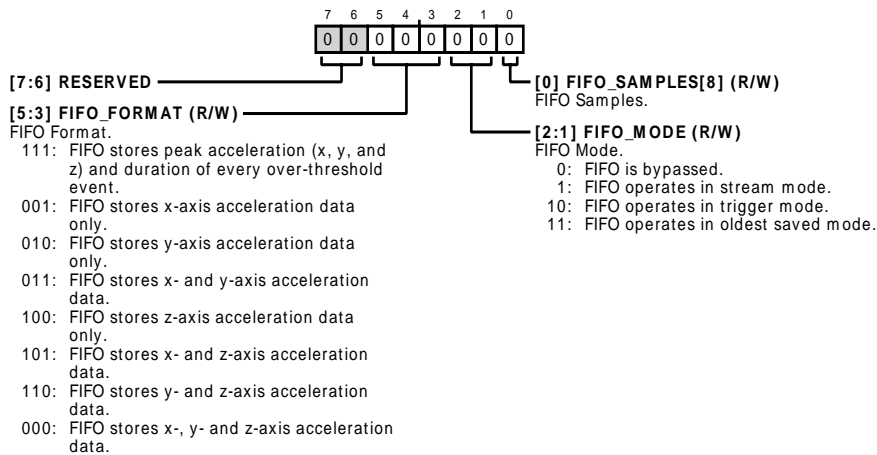 7 6 5 4 3 2 1 0
0 0 0 0 0 0 0 0
[7:6] RESERVED
[5:3] FIFO_FORMAT (R/W)
FIFO Format.
111: FIFO stores peak acceleration (x, y, and
z) and duration of every over-threshold
event.
001: FIFO stores x-axis acceleration data
only.
010: FIFO stores y-axis acceleration data
only.
011: FIFO stores x- and y-axis acceleration
data.
100: FIFO stores z-axis acceleration data
only.
101: FIFO stores x- and z-axis acceleration
data.
110: FIFO stores y- and z-axis acceleration
data.
000: FIFO stores x-, y- and z-axis acceleration
data.
[0] FIFO_SAMPLES[8] (R/W)
FIFO Samples.
[2:1] FIFO_MODE (R/W)
FIFO Mode.
0: FIFO is bypassed.
1: FIFO operates in stream mode.
10: FIFO operates in trigger mode.
11: FIFO operates in oldest saved mode.